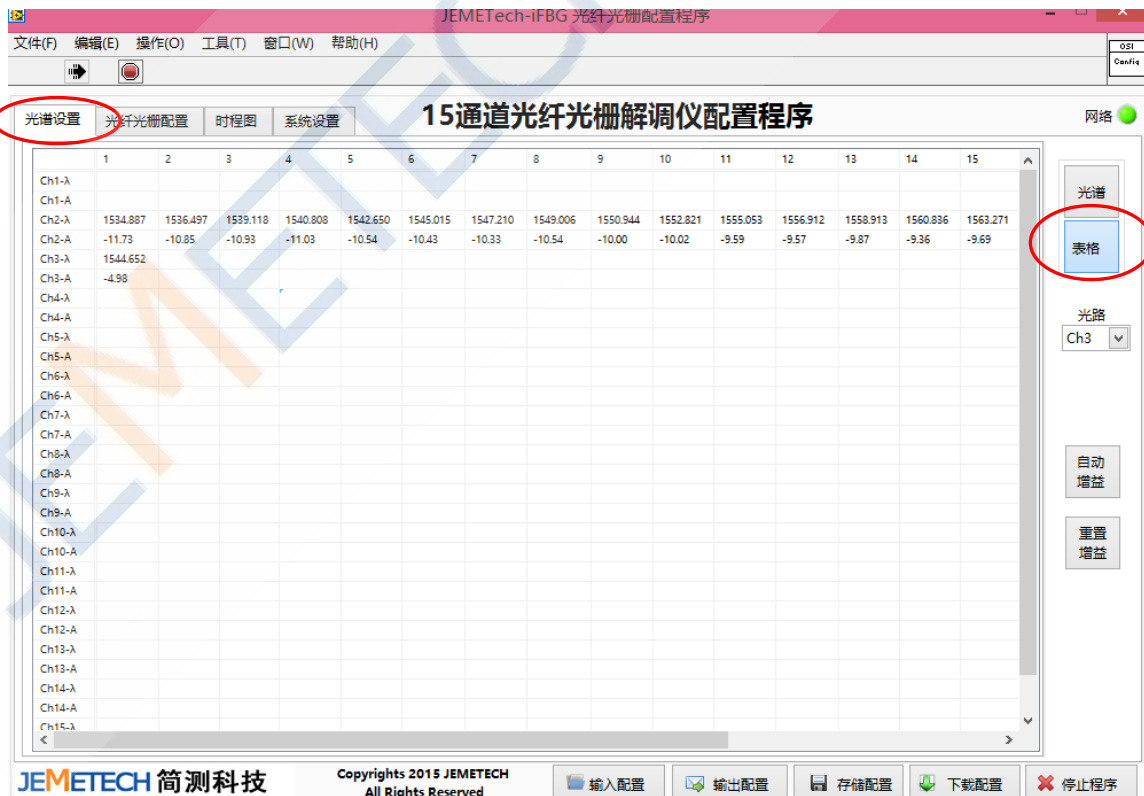 JEMETech-iFBG 光纤光栅配置程序
文件(F) 编辑(E) 操作(O) 工具(T) 窗口(W) 帮助(H)
OSI
Config
光谱设置 光纤光栅配置 时程图 系统设置
15通道光纤光栅解调仪配置程序
网络
1 2 3 4 5 6 7 8 9 10 11 12 13 14 15
Ch1-λ
Ch1-A
Ch2-λ 1534.887 1536.497 1539.118 1540.808 1542.650 1545.015 1547.210 1549.006 1550.944 1552.821 1555.053 1556.912 1558.913 1560.836 1563.271
Ch2-A -11.73 -10.85 -10.93 -11.03 -10.54 -10.43 -10.33 -10.54 -10.00 -10.02 -9.59 -9.57 -9.87 -9.36 -9.69
Ch3-λ 1544.652
Ch3-A -4.98
Ch4-λ
Ch4-A
Ch5-λ
Ch5-A
Ch6-λ
Ch6-A
Ch7-λ
Ch7-A
Ch8-λ
Ch8-A
Ch9-λ
Ch9-A
Ch10-λ
Ch10-A
Ch11-λ
Ch11-A
Ch12-λ
Ch12-A
Ch13-λ
Ch13-A
Ch14-λ
Ch14-A
Ch15-λ
光谱
表格
光路
Ch3
自动
增益
重置
增益
JEMETECH 简测科技
Copyrights 2015 JEMETECH
All Rights Reserved
输入配置 输出配置 存储配置 下载配置 停止程序
JEMETECH